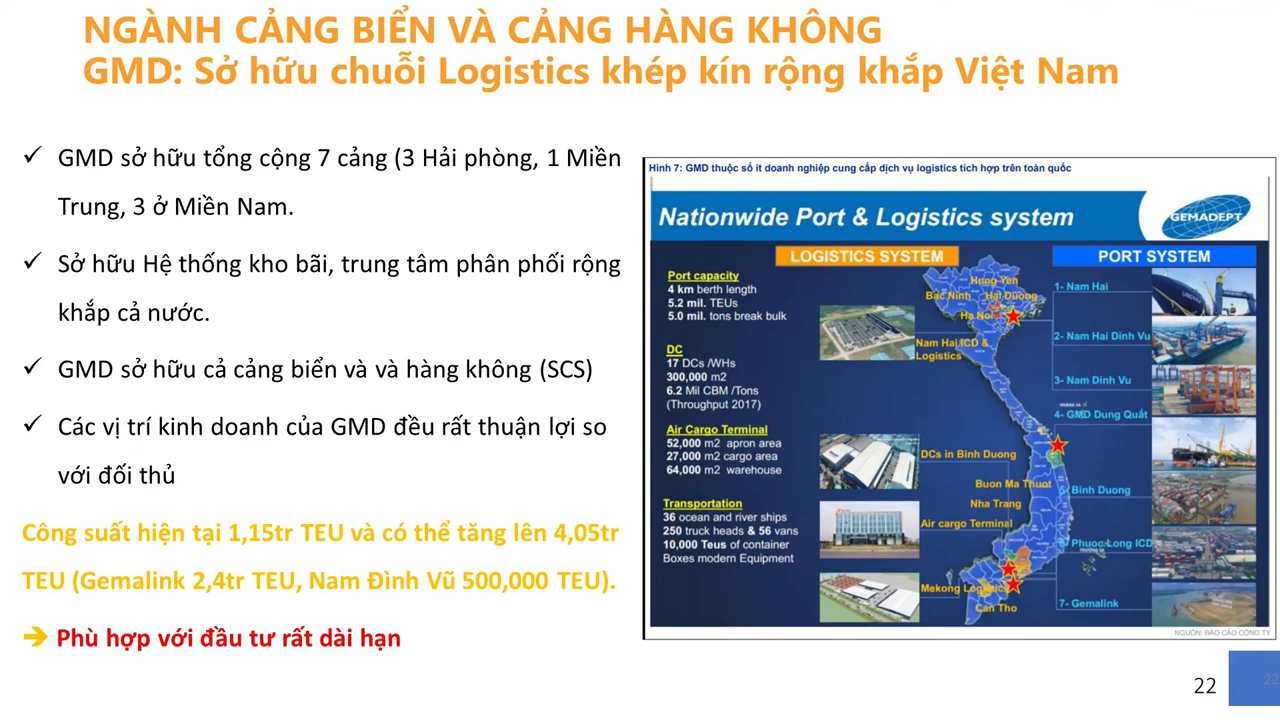 NGÀNH CẢNG BIỂN VÀ CẢNG HÀNG KHÔNG
GMD: Sở hữu chuỗi Logistics khép kín rộng khắp Việt Nam
✓ GMD sở hữu tổng cộng 7 cảng (3 Hải phòng, 1 Miền
Trung, 3 ở Miền Nam.
✓ Sở hữu Hệ thống kho bãi, trung tâm phân phối rộng
khắp cả nước.
✓ GMD sở hữu cả cảng biển và và hàng không (SCS)
✓ Các vị trí kinh doanh của GMD đều rất thuận lợi so
với đối thủ
Công suất hiện tại 1,15tr TEU và có thể tăng lên 4,05tr
TEU (Gemalink 2,4tr TEU, Nam Đình Vũ 500,000 TEU).
➔ Phù hợp với đầu tư rất dài hạn
Hình 7: GMD thuộc số ít doanh nghiệp cung cấp dịch vụ logistics tích hợp trên toàn quốc
Nationwide Port & Logistics system
GEMADEPT
LOGISTICS SYSTEM
PORT SYSTEM
Port capacity
4 km berth length
5.2 mil. TEUs
5.0 mil. tons break bulk
DC
17 DCs /WHs
300,000 m2
6.2 Mil CBM /Tons
(Throughput 2017)
Air Cargo Terminal
52,000 m2 apron area
27,000 m2 cargo area
64,000 m2 warehouse
Transportation
36 ocean and river ships
250 truck heads & 56 vans
10,000 Teus of container
Boxes modern Equipment
Hung Yen
Bac Ninh
Hai Duong
Ha Noi
Nam Hai ICD &
Logistics
DCs in Binh Duong
Buon Ma Thuot
Nha Trang
Air cargo Terminal
Mekong Logistics
Can Tho
1- Nam Hai
2- Nam Hai Dinh Vu
3- Nam Dinh Vu
4- GMD Dung Quất
5- Binh Duong
6- Phuoc Long ICD
7- Gemalink
NGUỒN: BÁO CÁO CÔNG TY
22
22